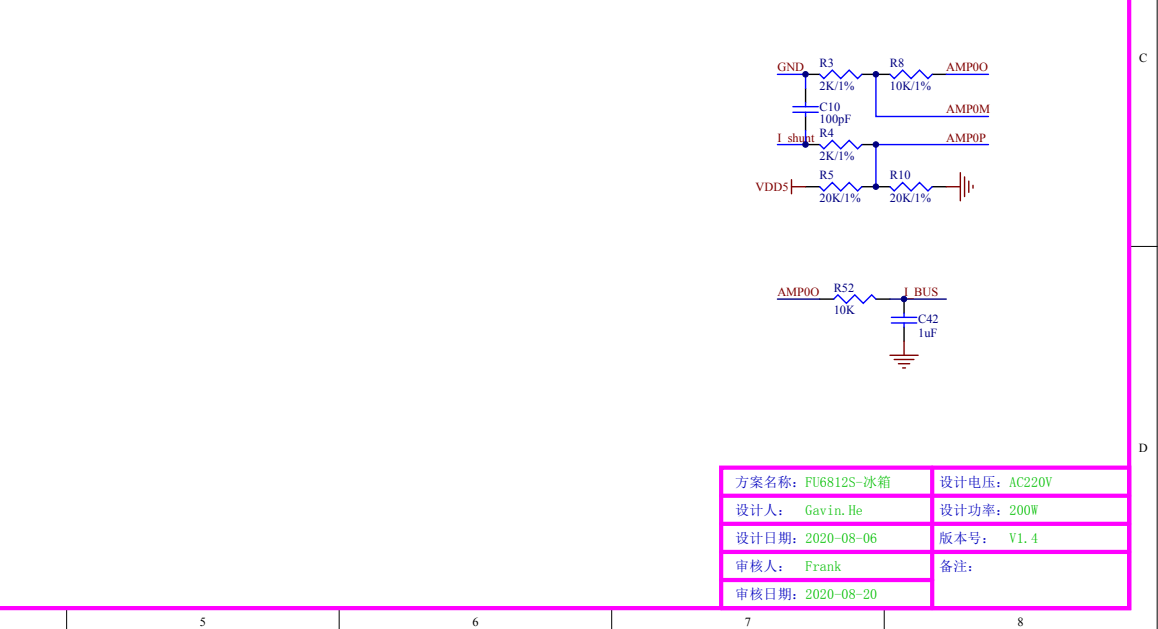 C
GND R3 R8 AMP0O
2K/1% 10K/1%
C10 AMP0M
100pF
I_shunt R4 AMP0P
2K/1%
R5 R10
VDD5
20K/1% 20K/1%
AMP0O R52 I_BUS
10K C42
1uF
D
方案名称: FU6812S-冰箱 设计电压: AC220V
设计人: Gavin.He 设计功率: 200W
设计日期: 2020-08-06 版本号: V1.4
审核人: Frank 备注:
审核日期: 2020-08-20
5 6 7 8